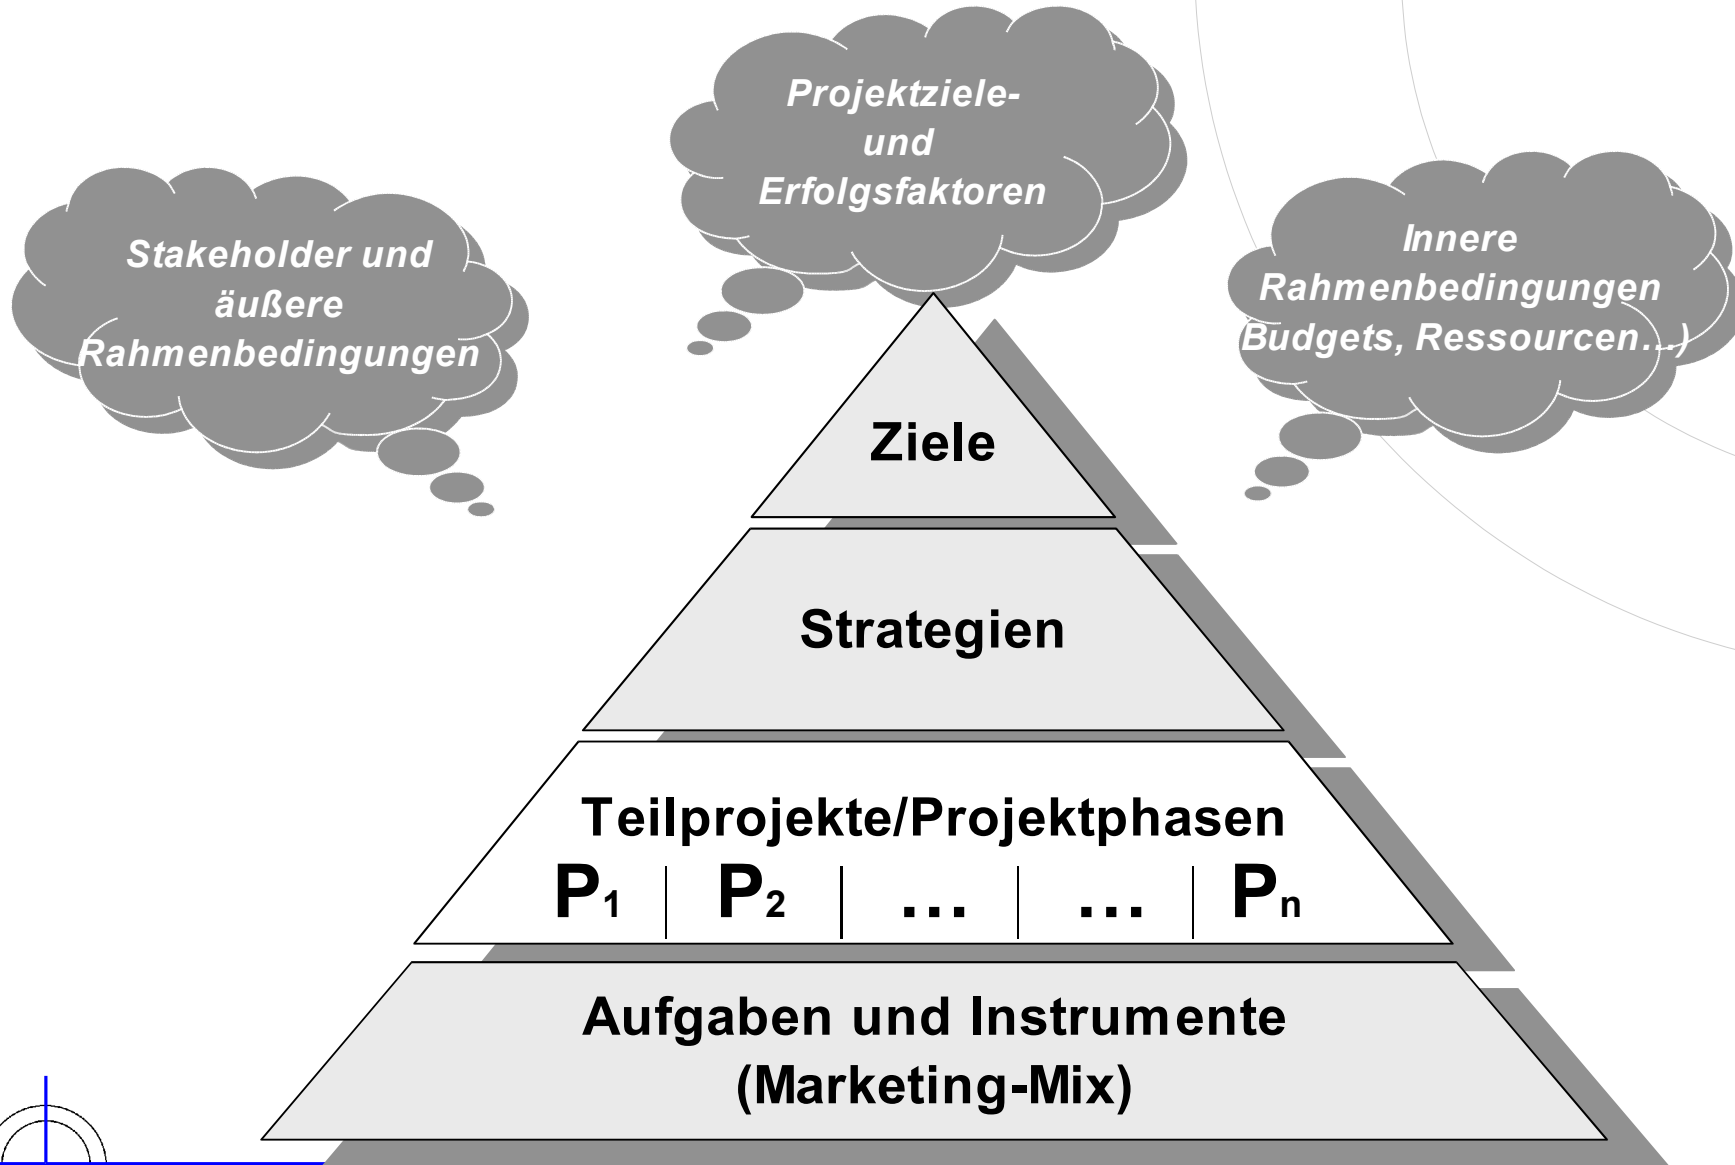 Projektziele-
und
Erfolgsfaktoren
Stakeholder und
äußere
Rahmenbedingungen
Innere
Rahmenbedingungen
Budgets, Ressourcen...)
Ziele
Strategien
Teilprojekte/Projektphasen
P1 | P2 | ... | ... | Pn
Aufgaben und Instrumente
(Marketing-Mix)